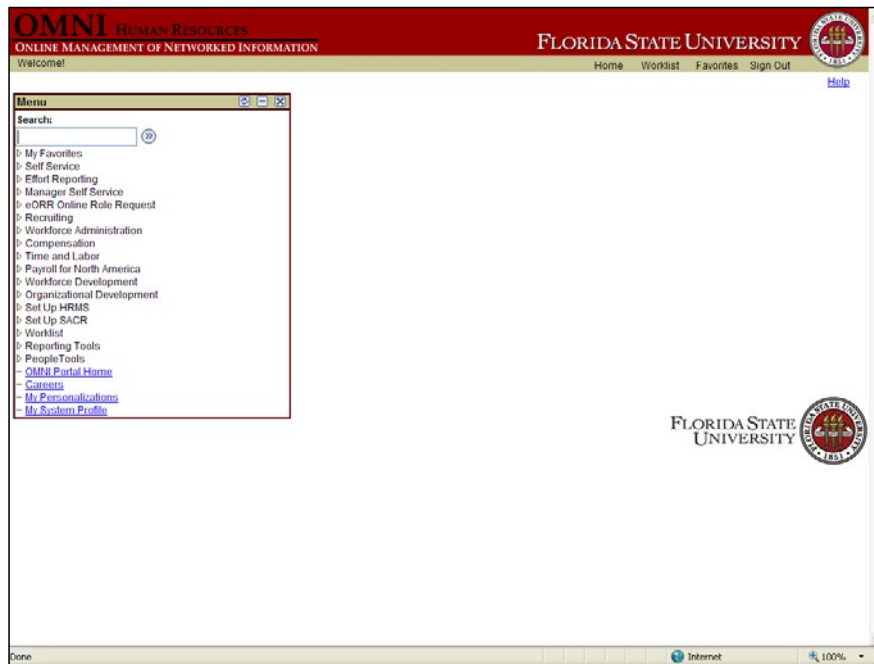 OMNI HUMAN RESOURCES
ONLINE MANAGEMENT OF NETWORKED INFORMATION
FLORIDA STATE UNIVERSITY
Welcome!
Home Worklist Favorites Sign Out
Help
Menu
Search:
My Favorites
Self Service
Effort Reporting
Manager Self Service
eORR Online Role Request
Recruiting
Workforce Administration
Compensation
Time and Labor
Payroll for North America
Workforce Development
Organizational Development
Set Up HRMS
Set Up SACR
Worklist
Reporting Tools
PeopleTools
OMNI Portal Home
Careers
My Personalizations
My System Profile
FLORIDA STATE
UNIVERSITY
1851
Done Internet 100%